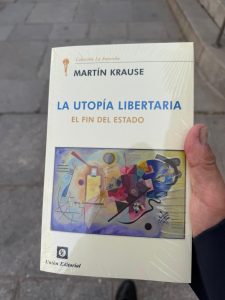 Colección La Antorcha
MARTÍN KRAUSE
LA UTOPÍA LIBERTARIA
EL FIN DEL ESTADO
Unión Editorial